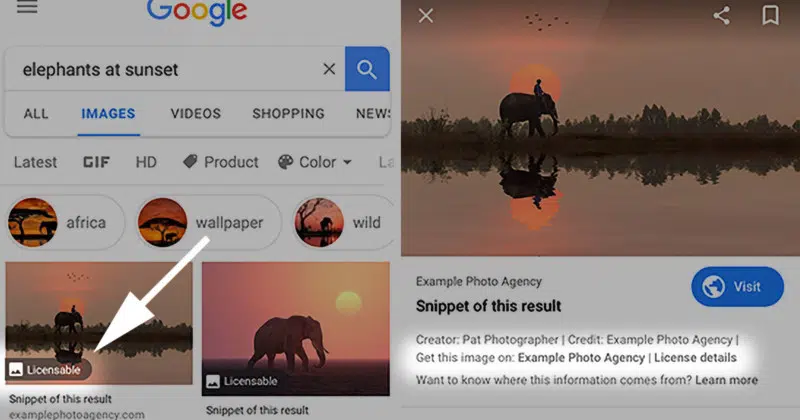 Google
elephants at sunset
ALL IMAGES VIDEOS SHOPPING NEWS
Latest GIF HD Product Color La
africa wallpaper wild
Licensable
Licensable
Snippet of this result
examplephotoagency.com
Snippet of this result
Example Photo Agency
Snippet of this result
Visit
Creator: Pat Photographer | Credit: Example Photo Agency |
Get this image on: Example Photo Agency | License details
Want to know where this information comes from? Learn more